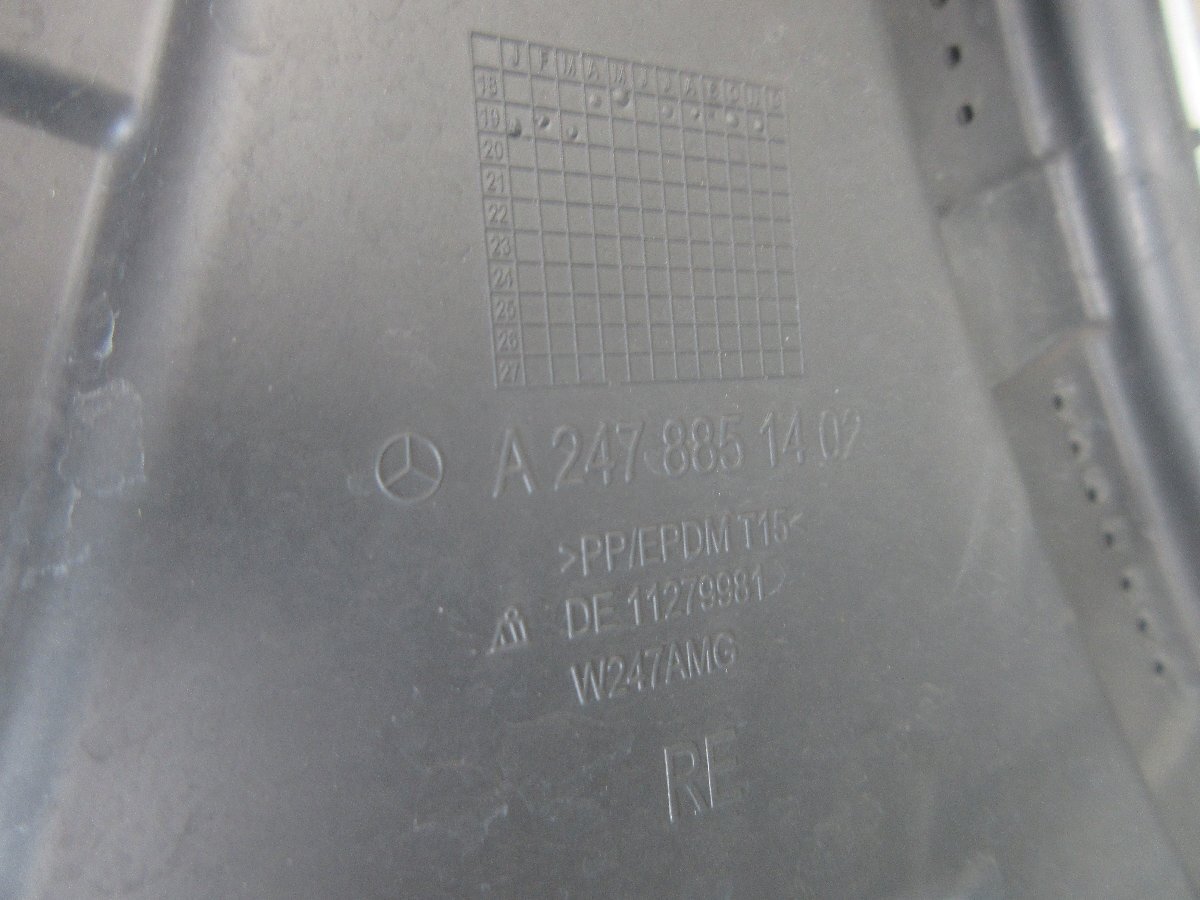 J F M A M J J A S O N D
18
19
20
21
22
23
24
25
26
27
A 247 885 14 02
>PP/EPDM T15<
DE 11279981
W247AMG
RE